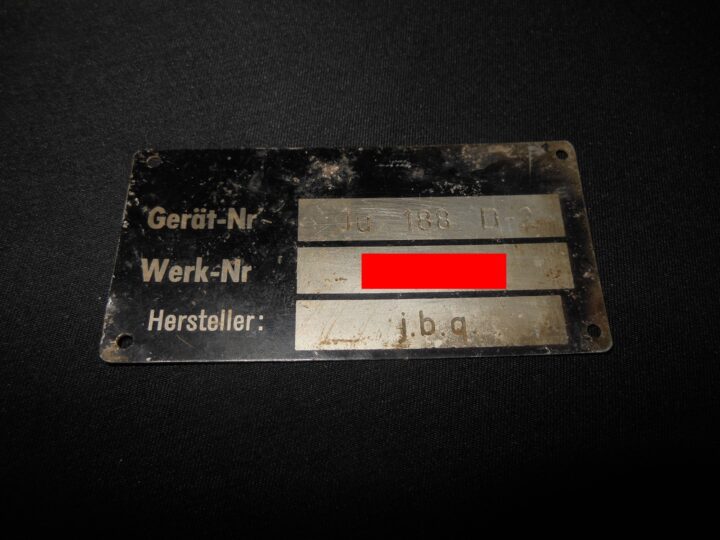 Gerät-Nr Ju 188 D-2
Werk-Nr
Hersteller: j.b.q.